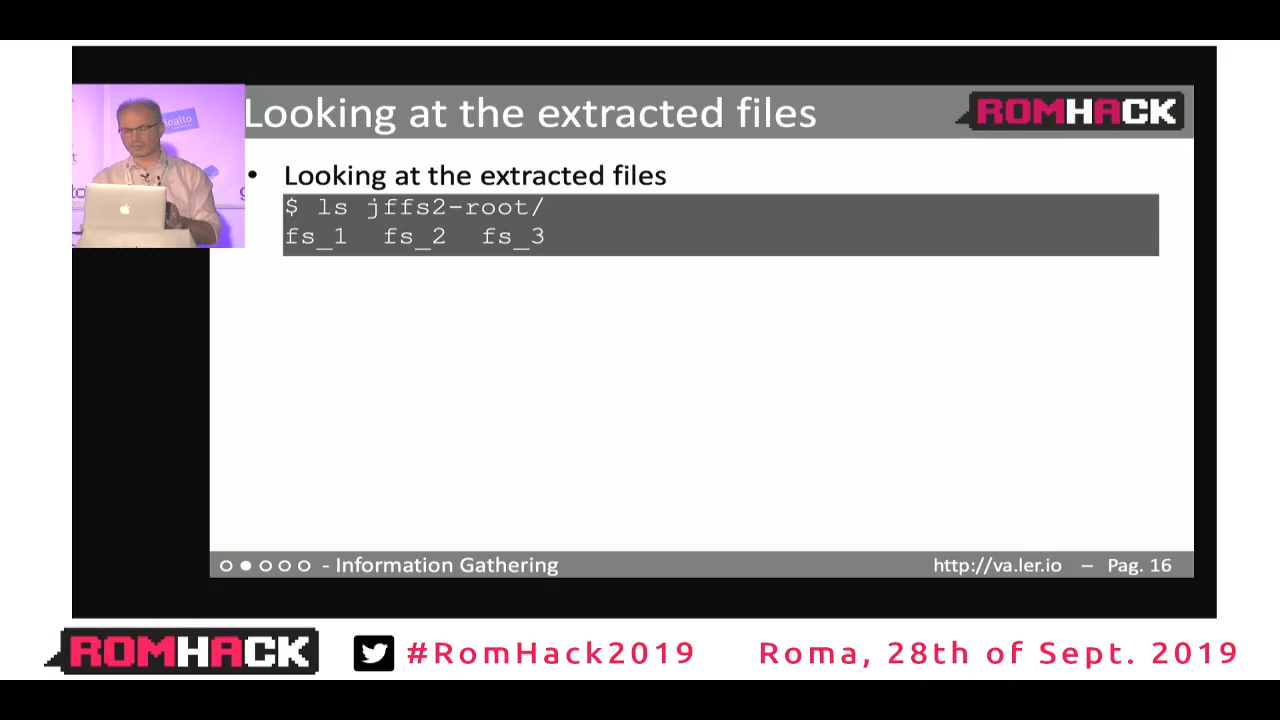 Looking at the extracted files
ROMHACK
• Looking at the extracted files
$ ls jffs2-root/
fs_1 fs_2 fs_3
- Information Gathering
http://va.ler.io – Pag. 16
ROMHACK
#RomHack2019
Roma, 28th of Sept. 2019